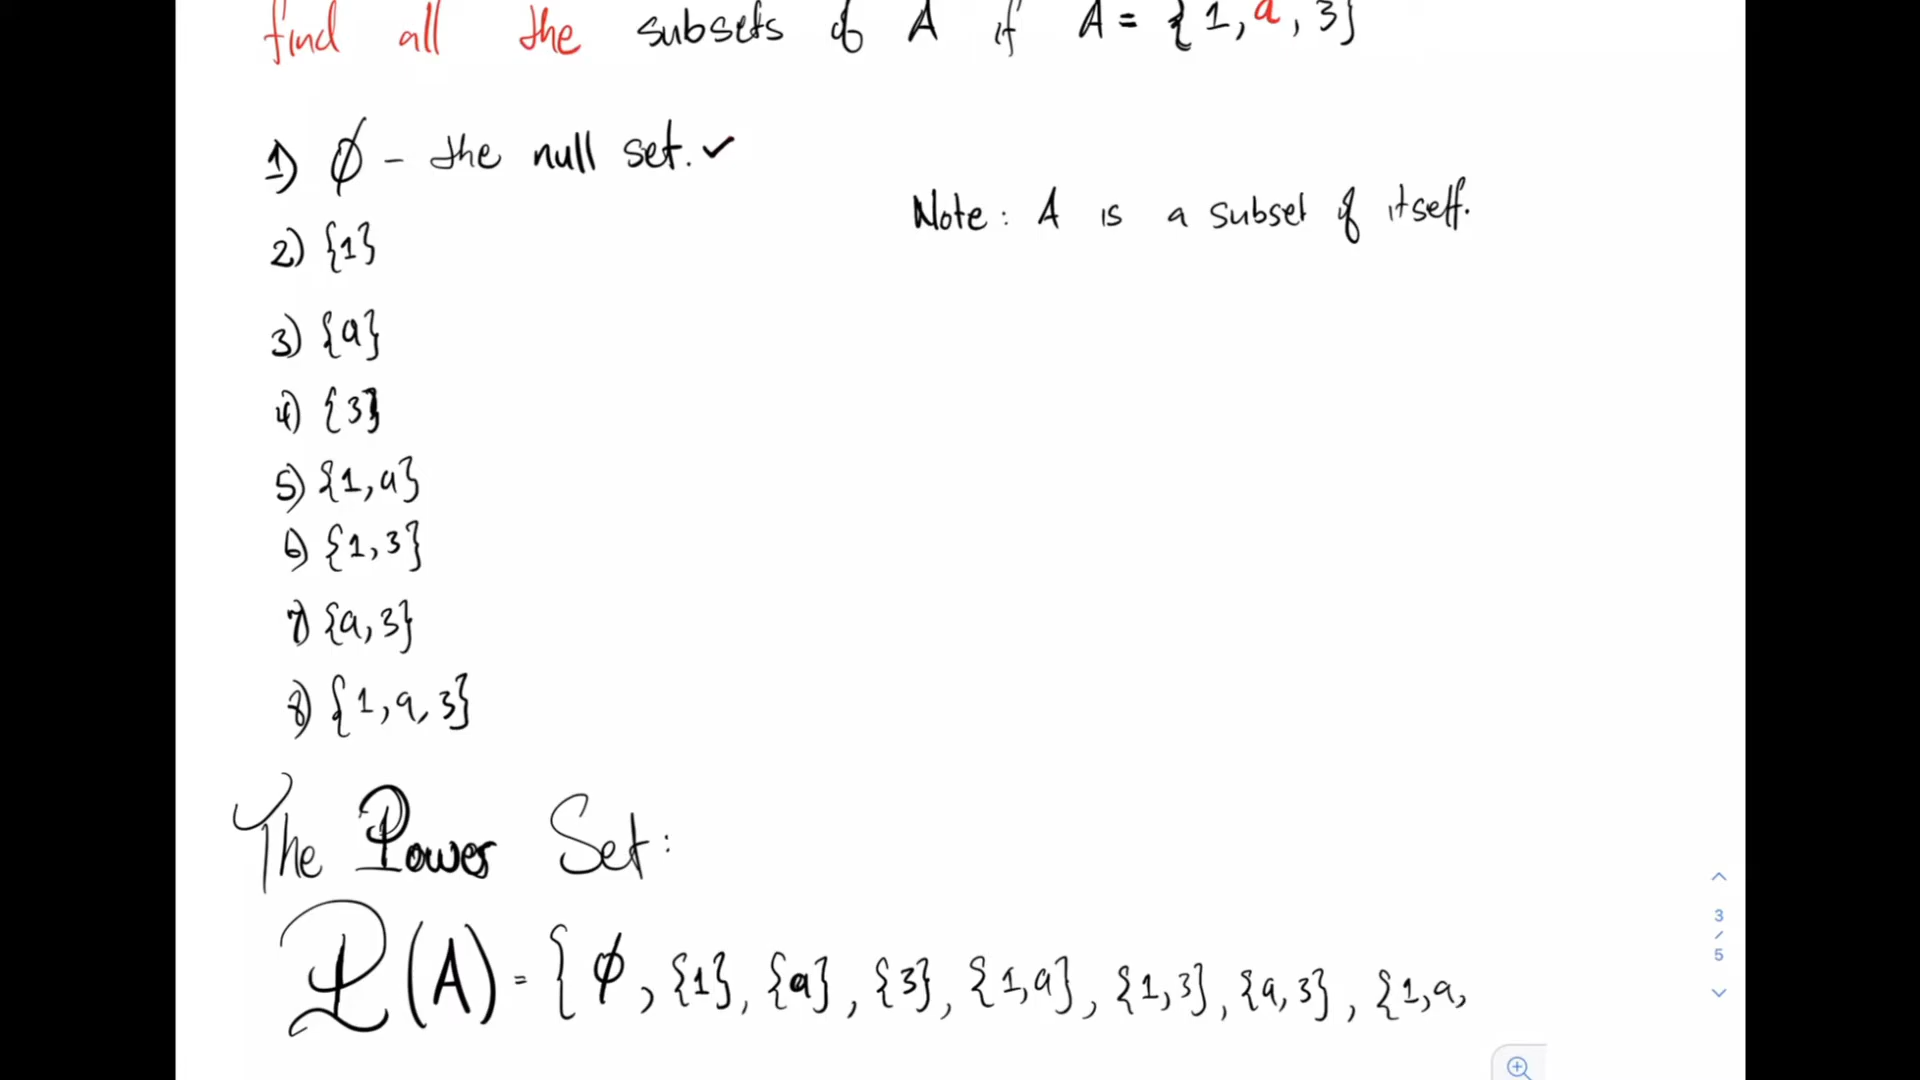 find all the subsets of A if A = {1, a, 3}
1) ∅ - the null set. ✓
Note: A is a subset of itself.
2) {1}
3) {a}
4) {3}
5) {1, a}
6) {1, 3}
7) {a, 3}
8) {1, a, 3}
The Power Set:
P(A) = { ∅, {1}, {a}, {3}, {1, a}, {1, 3}, {a, 3}, {1, a,
3
/
5